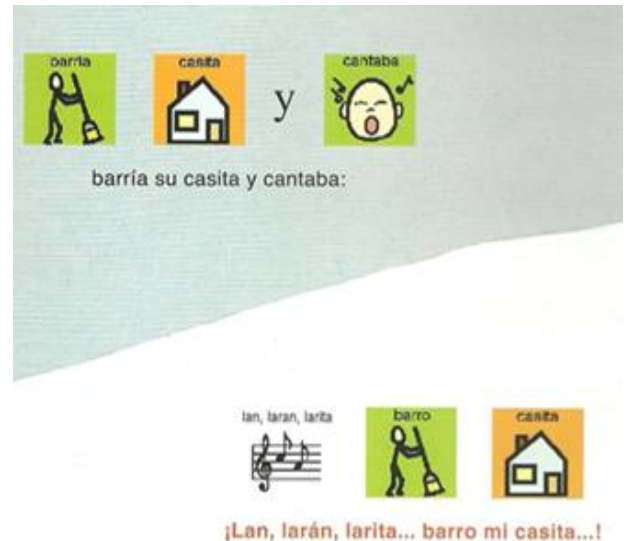 barría casita cantaba
y
barría su casita y cantaba:
lan, laran, larita barro casita
¡Lan, larán, larita... barro mi casita...!